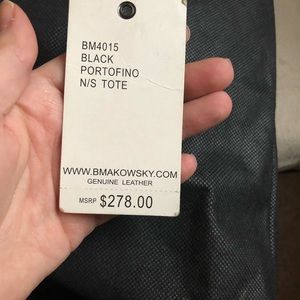 BM4015
BLACK
PORTOFINO
N/S TOTE
WWW.BMAKOWSKY.COM
GENUINE LEATHER
MSRP $278.00